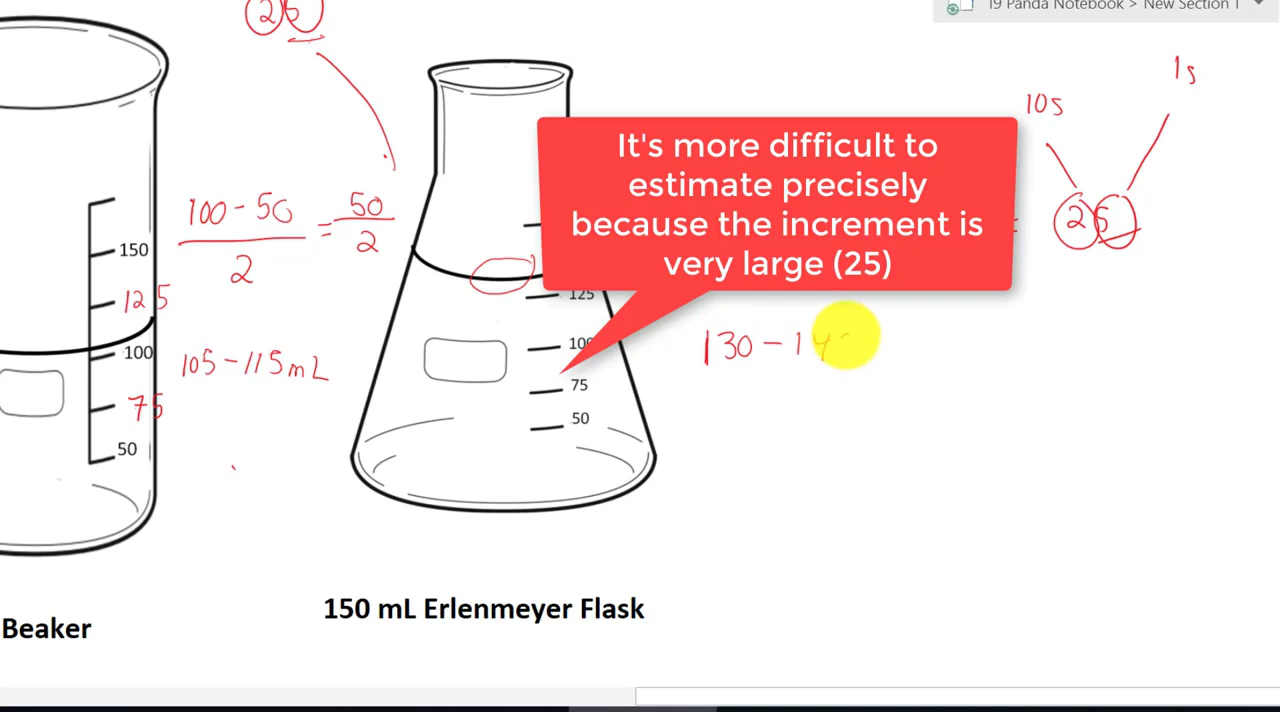 19 Panda Notebook > New Section 1
25
1s
10s
It's more difficult to
estimate precisely
because the increment is
very large (25)
100 - 50
2
=
50
2
=
25
150
125
100
75
50
105 - 115 mL
125
100
75
50
130 - 14
150 mL Erlenmeyer Flask
Beaker